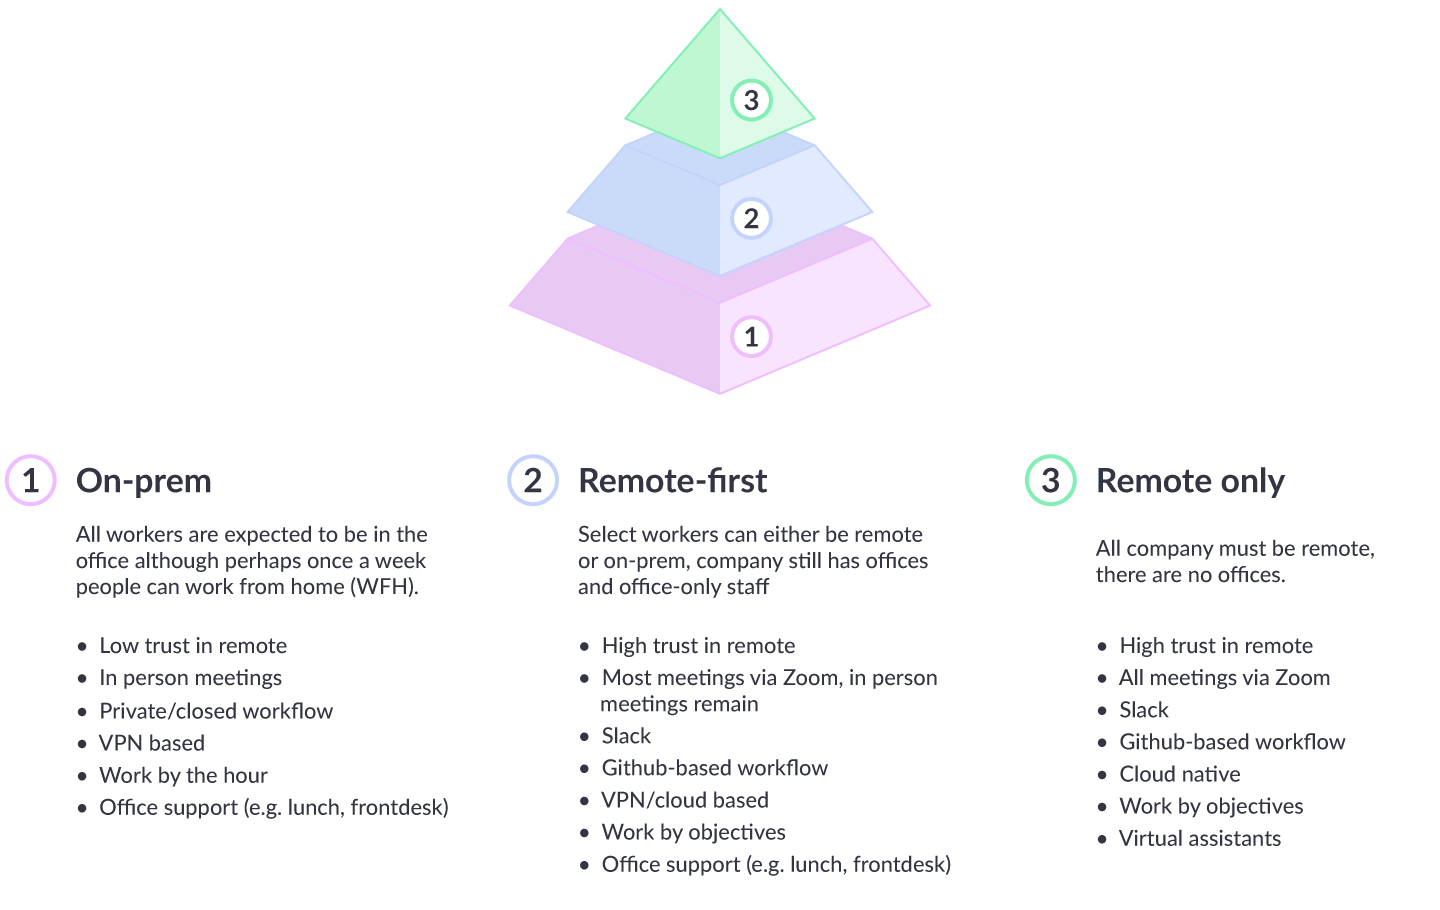 3
2
1
1 On-prem
All workers are expected to be in the
office although perhaps once a week
people can work from home (WFH).
• Low trust in remote
• In person meetings
• Private/closed workflow
• VPN based
• Work by the hour
• Office support (e.g. lunch, frontdesk)
2 Remote-first
Select workers can either be remote
or on-prem, company still has offices
and office-only staff
• High trust in remote
• Most meetings via Zoom, in person
meetings remain
• Slack
• Github-based workflow
• VPN/cloud based
• Work by objectives
• Office support (e.g. lunch, frontdesk)
3 Remote only
All company must be remote,
there are no offices.
• High trust in remote
• All meetings via Zoom
• Slack
• Github-based workflow
• Cloud native
• Work by objectives
• Virtual assistants